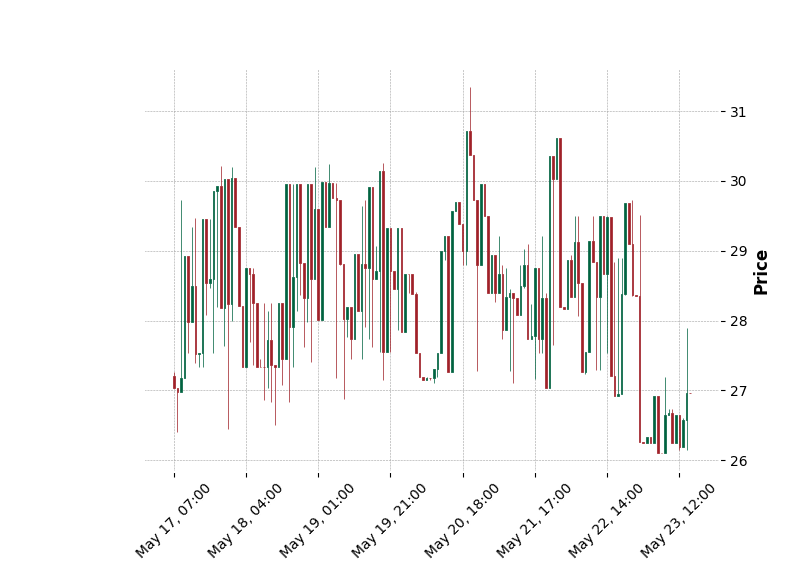 31
30
29
28
27
26
Price
May 17, 07:00
May 18, 04:00
May 19, 01:00
May 19, 21:00
May 20, 18:00
May 21, 17:00
May 22, 14:00
May 23, 12:00